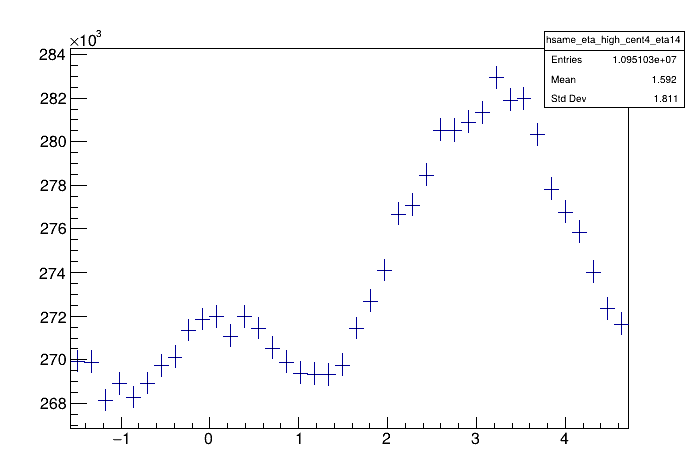 ×10³
hsame_eta_high_cent4_eta14
Entries 1.095103e+07
Mean 1.592
Std Dev 1.811
284
282
280
278
276
274
272
270
268
−1 0 1 2 3 4